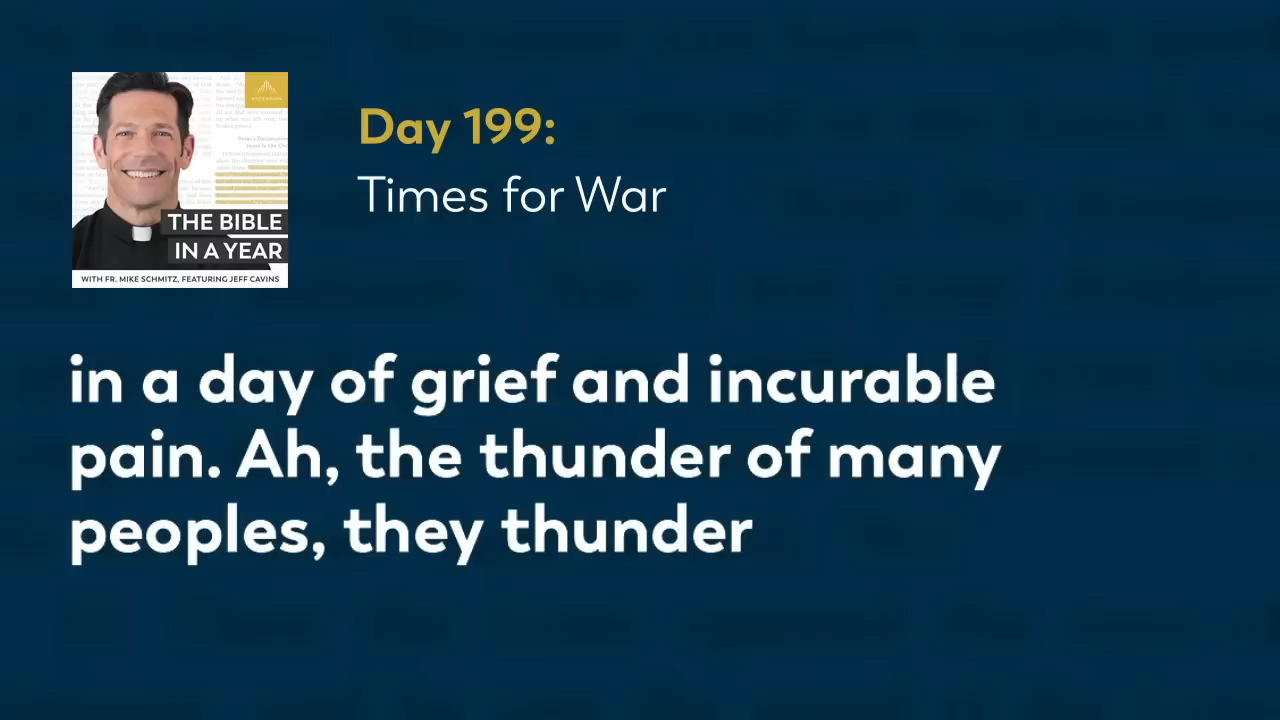 Day 199:
Times for War
THE BIBLE
IN A YEAR
WITH FR. MIKE SCHMITZ, FEATURING JEFF CAVINS
in a day of grief and incurable
pain. Ah, the thunder of many
peoples, they thunder